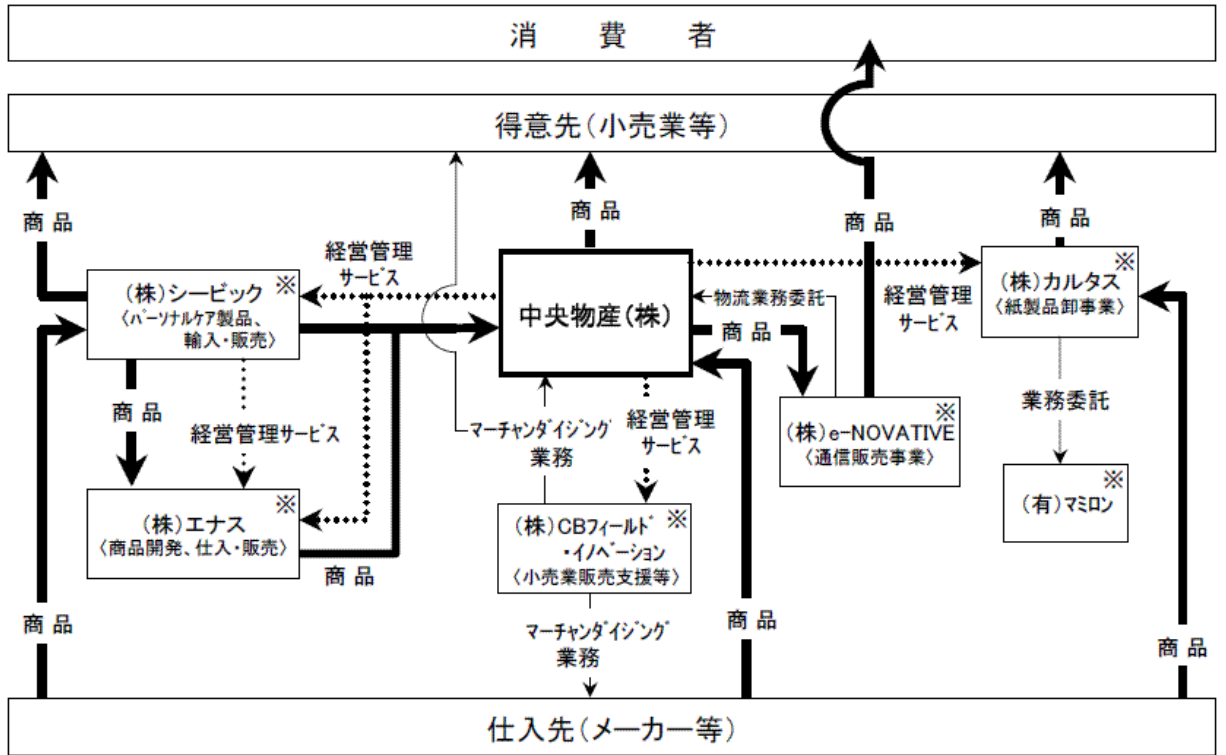 消 費 者
得意先(小売業等)
商 品
商 品
商 品
経営管理
サービス
※
(株)シービック
〈パーソナルケア製品、
輸入・販売〉
中央物産(株)
物流業務委託
商 品
経営管理
サービス
※
(株)カルタス
〈紙製品卸事業〉
商 品
経営管理サービス
マーチャンダイジング
業務
経営管理
サービス
※
(株)e-NOVATIVE
〈通信販売事業〉
業務委託
※
(有)マミロン
※
(株)エナス
〈商品開発、仕入・販売〉
商 品
※
(株)CBフィールド
・イノベーション
〈小売業販売支援等〉
商 品
マーチャンダイジング
業務
商 品
商 品
仕入先(メーカー等)